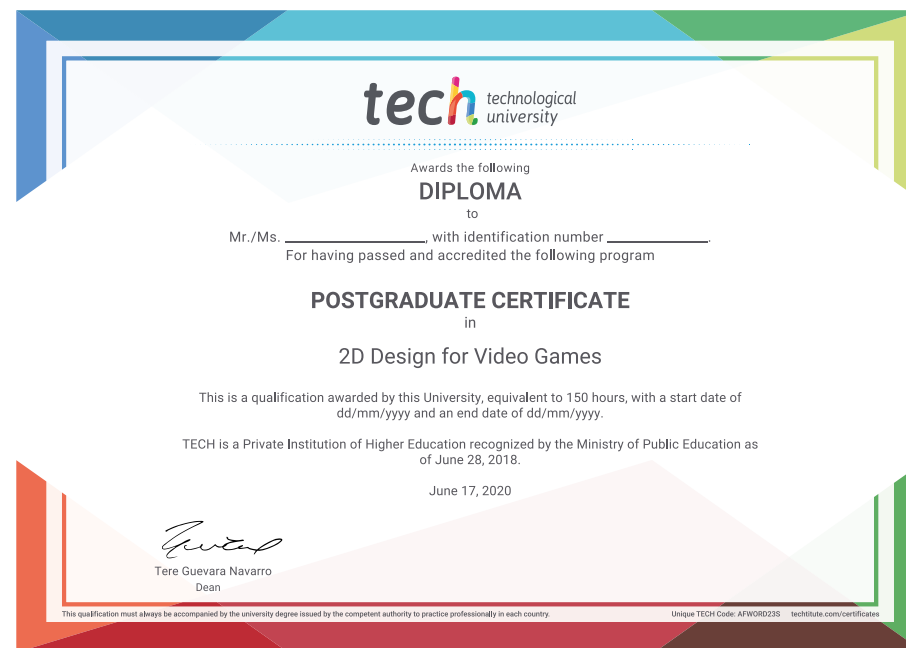 tech technological
university
Awards the following
DIPLOMA
to
Mr./Ms. ____________, with identification number ____________.
For having passed and accredited the following program
POSTGRADUATE CERTIFICATE
in
2D Design for Video Games
This is a qualification awarded by this University, equivalent to 150 hours, with a start date of
dd/mm/yyyy and an end date of dd/mm/yyyy.
TECH is a Private Institution of Higher Education recognized by the Ministry of Public Education as
of June 28, 2018.
June 17, 2020
Tere Guevara Navarro
Dean
This qualification must always be accompanied by the university degree issued by the competent authority to practice professionally in each country. Unique TECH Code: AFWORD23S techtitute.com/certificates